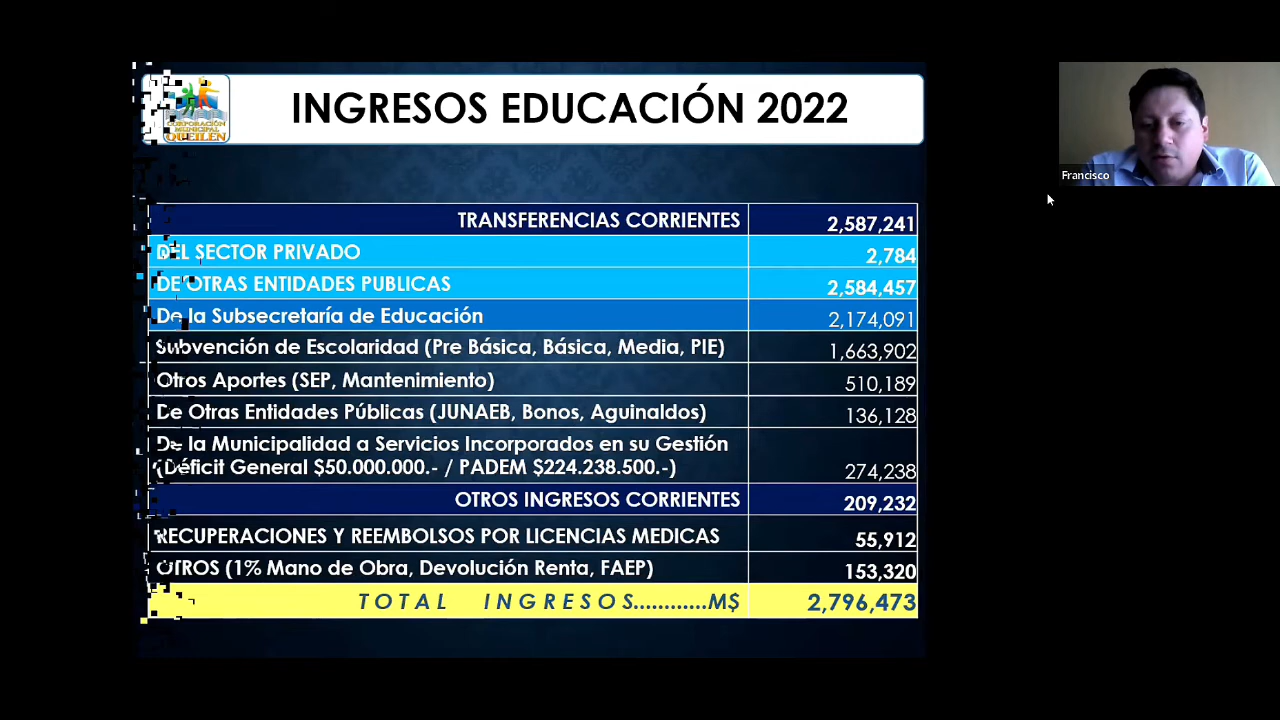 CORPORACIÓN
MUNICIPAL
QUEILEN
INGRESOS EDUCACIÓN 2022
TRANSFERENCIAS CORRIENTES 2,587,241
DEL SECTOR PRIVADO 2,784
DE OTRAS ENTIDADES PUBLICAS 2,584,457
De la Subsecretaría de Educación 2,174,091
Subvención de Escolaridad (Pre Básica, Básica, Media, PIE) 1,663,902
Otros Aportes (SEP, Mantenimiento) 510,189
De Otras Entidades Públicas (JUNAEB, Bonos, Aguinaldos) 136,128
De la Municipalidad a Servicios Incorporados en su Gestión
(Déficit General $50.000.000.- / PADEM $224.238.500.-) 274,238
OTROS INGRESOS CORRIENTES 209,232
RECUPERACIONES Y REEMBOLSOS POR LICENCIAS MEDICAS 55,912
OTROS (1% Mano de Obra, Devolución Renta, FAEP) 153,320
TOTAL INGRESOS............M$ 2,796,473
Francisco